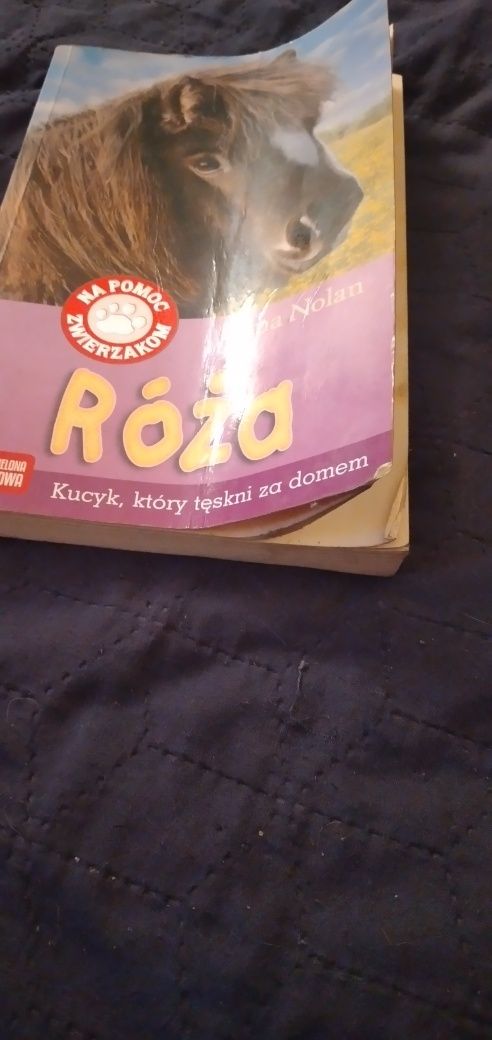 NA POMOC
ZWIERZAKOM
Nolan
Róża
Kucyk, który tęskni za domem